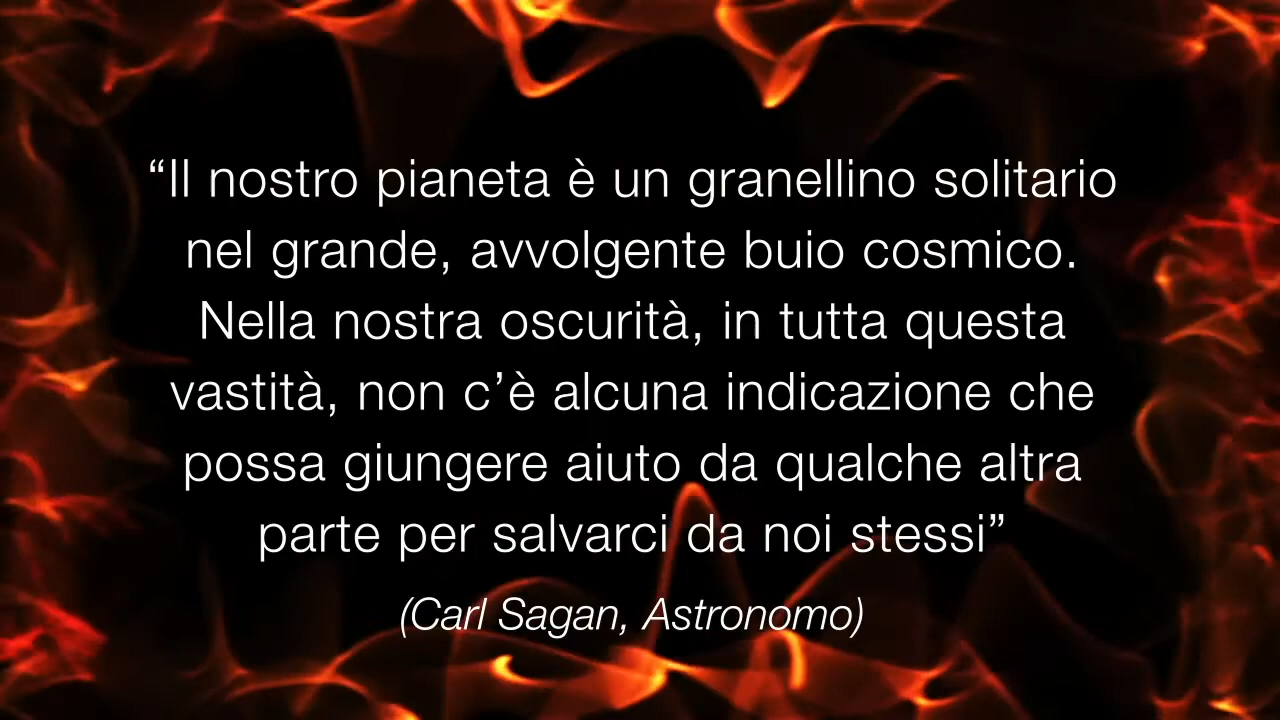 “Il nostro pianeta è un granellino solitario
nel grande, avvolgente buio cosmico.
Nella nostra oscurità, in tutta questa
vastità, non c’è alcuna indicazione che
possa giungere aiuto da qualche altra
parte per salvarci da noi stessi”
(Carl Sagan, Astronomo)